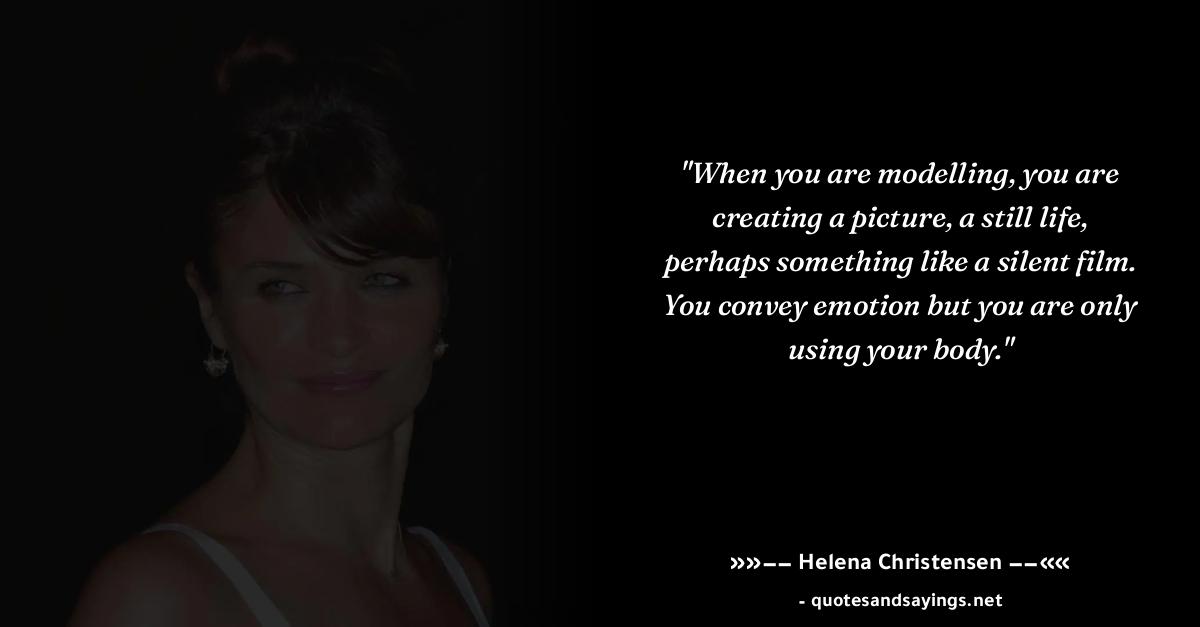 "When you are modelling, you are
creating a picture, a still life,
perhaps something like a silent film.
You convey emotion but you are only
using your body."
»»-- Helena Christensen --««
- quotesandsayings.net